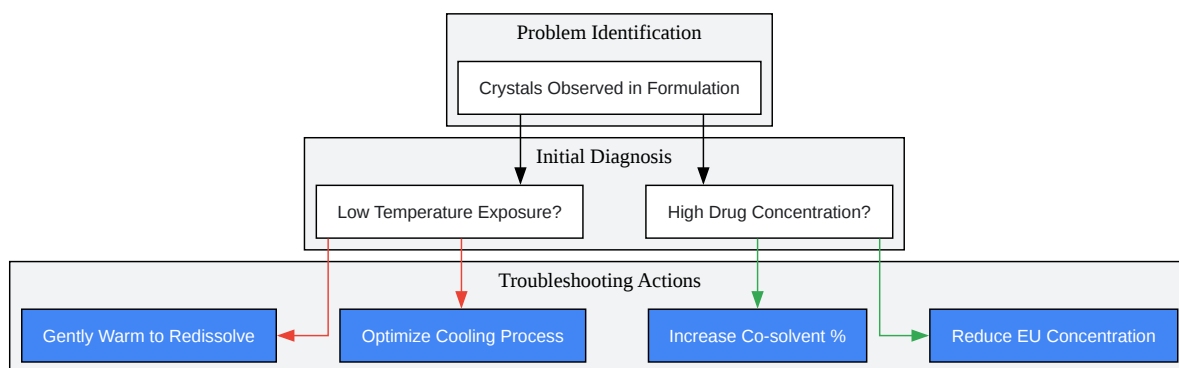 Problem Identification
Crystals Observed in Formulation
Initial Diagnosis
Low Temperature Exposure?
High Drug Concentration?
Troubleshooting Actions
Gently Warm to Redissolve
Optimize Cooling Process
Increase Co-solvent %
Reduce EU Concentration